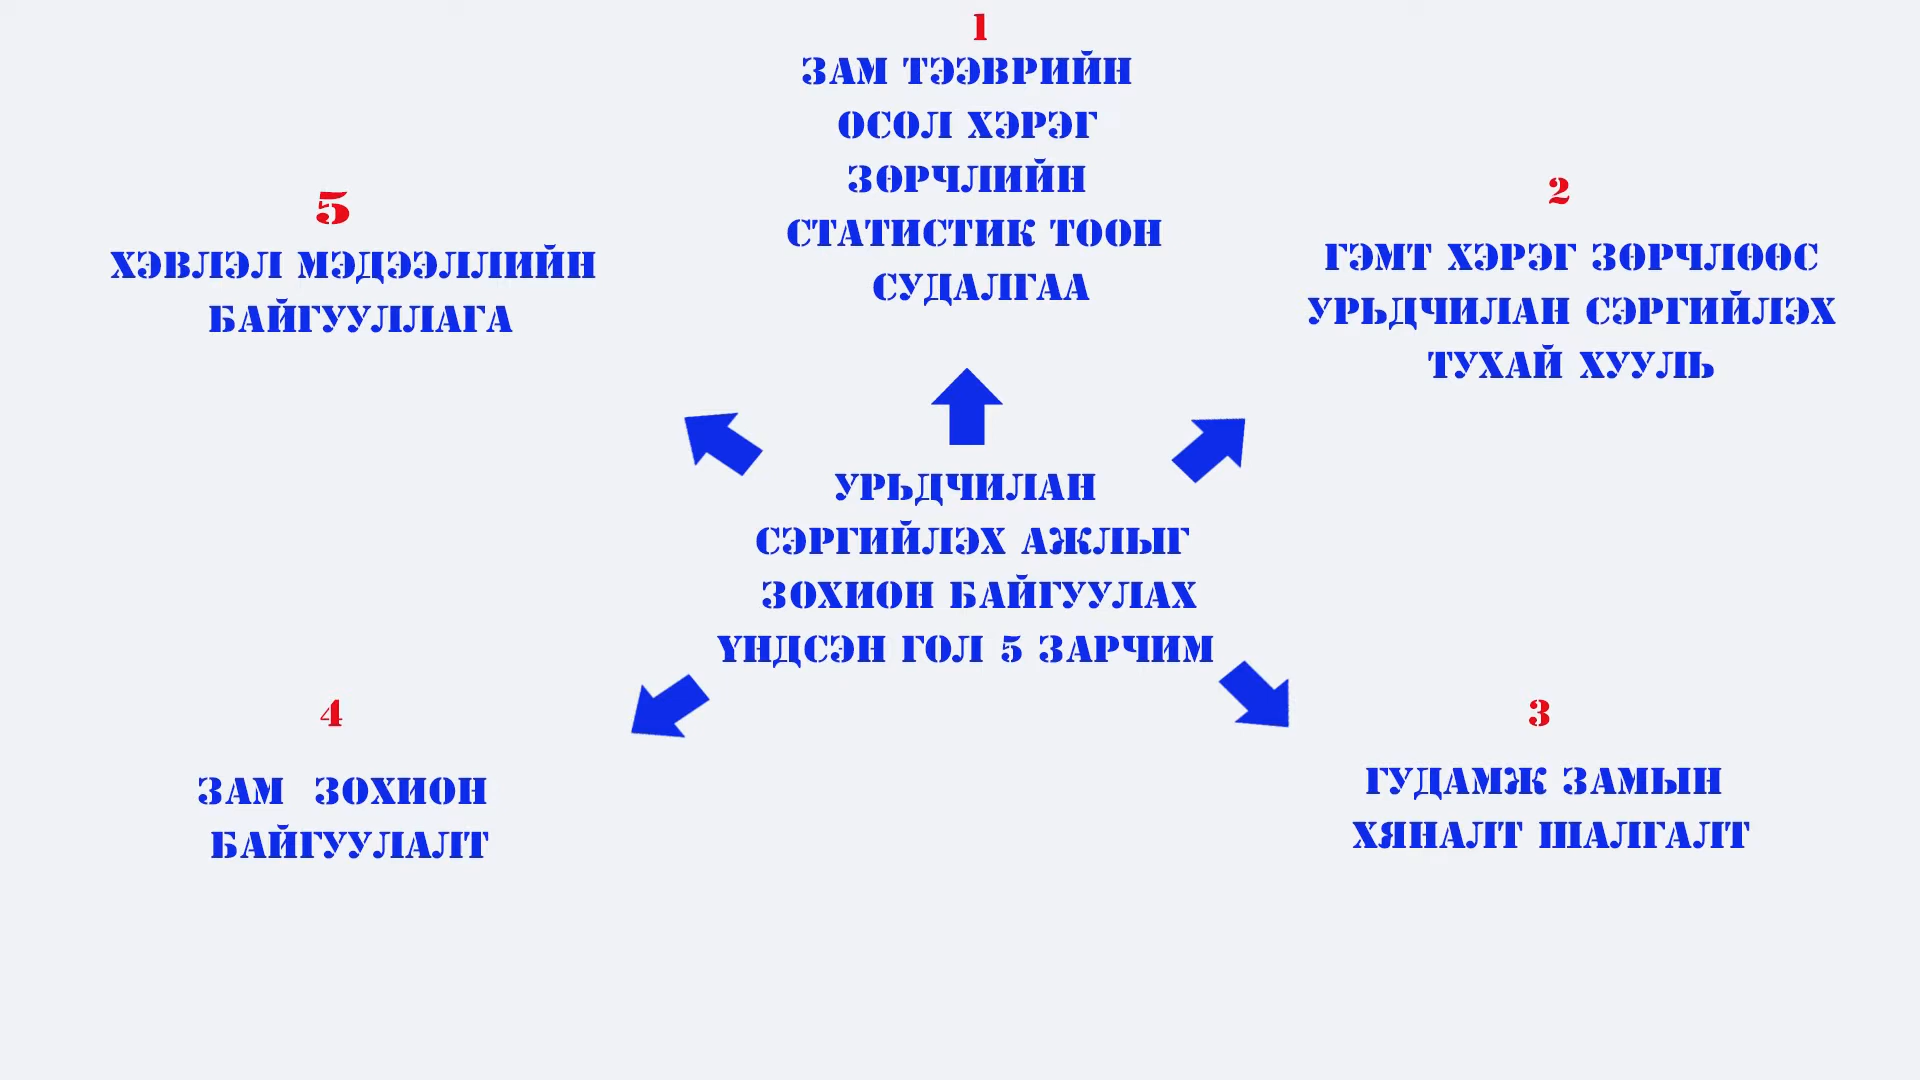 1
ЗАМ ТЭЭВРИЙН
ОСОЛ ХЭРЭГ
ЗӨРЧЛИЙН
СТАТИСТИК ТООН
СУДАЛГАА
2
ГЭМТ ХЭРЭГ ЗӨРЧЛӨӨС
УРЬДЧИЛАН СЭРГИЙЛЭХ
ТУХАЙ ХУУЛЬ
5
ХЭВЛЭЛ МЭДЭЭЛЛИЙН
БАЙГУУЛЛАГА
УРЬДЧИЛАН
СЭРГИЙЛЭХ АЖЛЫГ
ЗОХИОН БАЙГУУЛАХ
ҮНДСЭН ГОЛ 5 ЗАРЧИМ
4
ЗАМ ЗОХИОН
БАЙГУУЛАЛТ
3
ГУДАМЖ ЗАМЫН
ХЯНАЛТ ШАЛГАЛТ